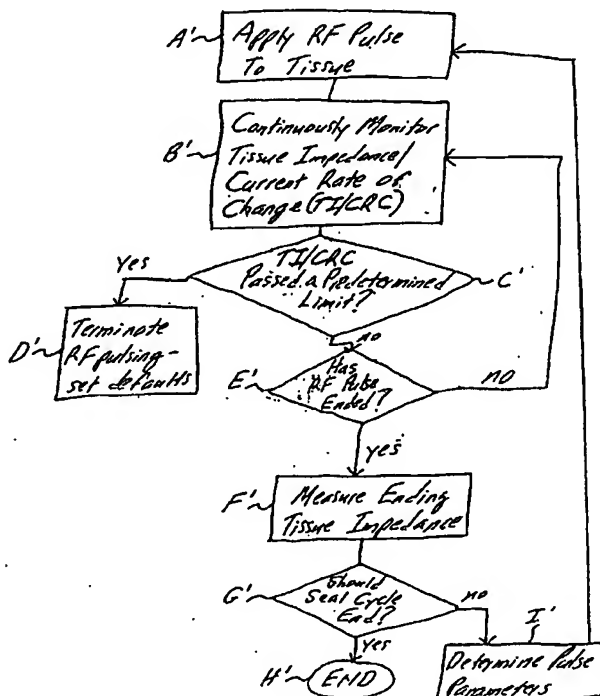 A'
Apply RF Pulse
To Tissue
B'
Continuously Monitor
Tissue Impedance/
Current Rate of
Change (TI/CRC)
TI/CRC
Passed a Predetermined
Limit?
C'
yes
no
D'
Terminate
RF pulsing-
set defaults
E'
Has
RF Pulse
Ended?
no
yes
F'
Measure Ending
Tissue Impedance
G'
Should
Seal Cycle
End?
no
I'
yes
H'
END
Determine Pulse
Parameters